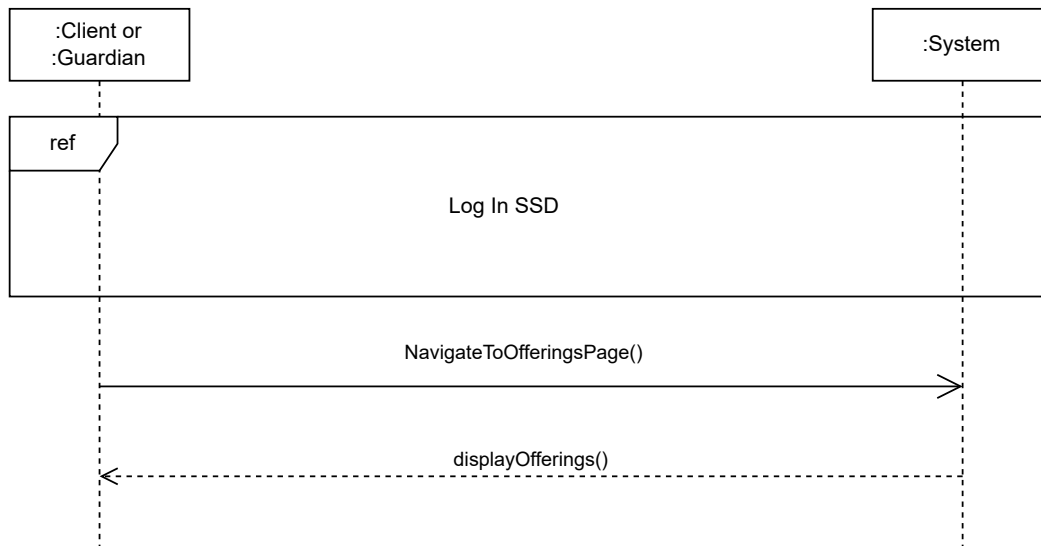 :Client or
:Guardian
:System
ref
Log In SSD
NavigateToOfferingsPage()
displayOfferings()